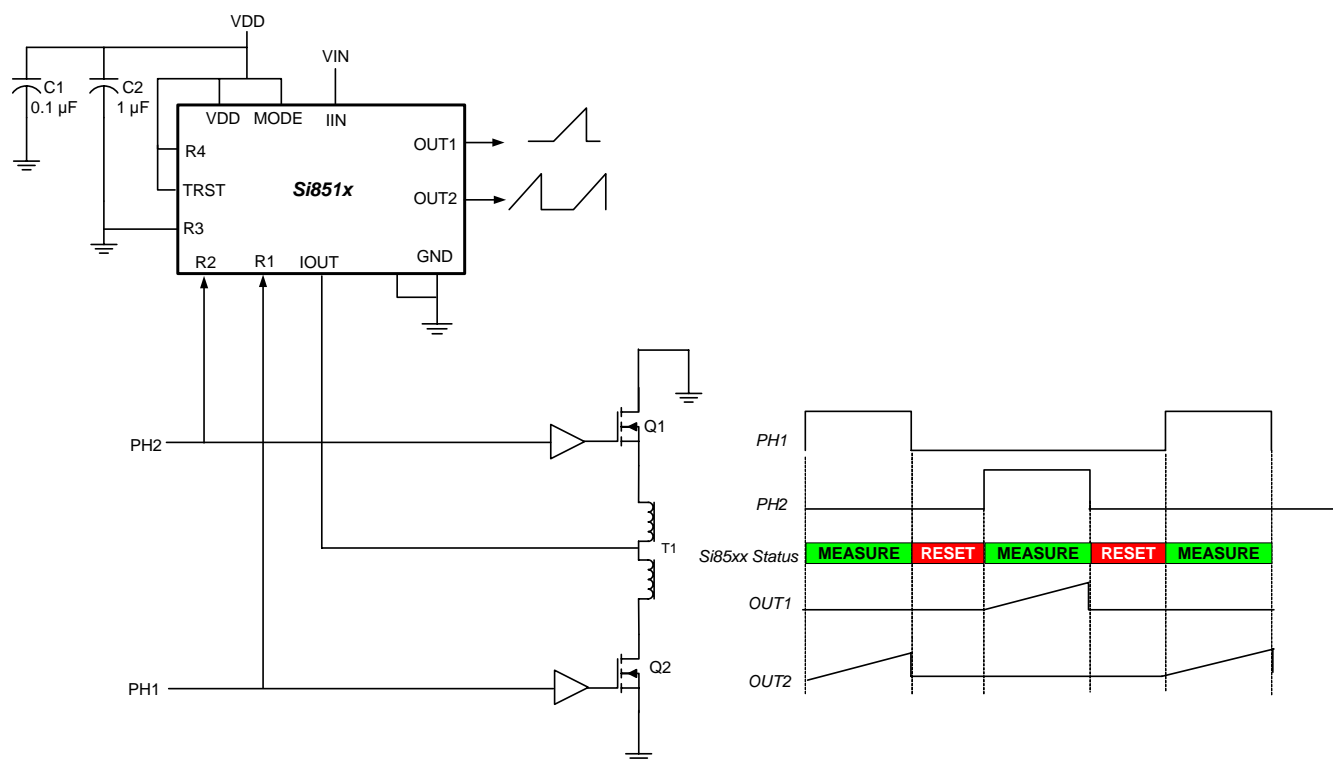 VDD
VIN
C1
0.1 µF
C2
1 µF
VDD
MODE
IIN
R4
TRST
R3
Si851x
OUT1
OUT2
R2
R1
IOUT
GND
PH2
Q1
T1
PH1
Q2
PH1
PH2
Si85xx Status
MEASURE
RESET
MEASURE
RESET
MEASURE
OUT1
OUT2